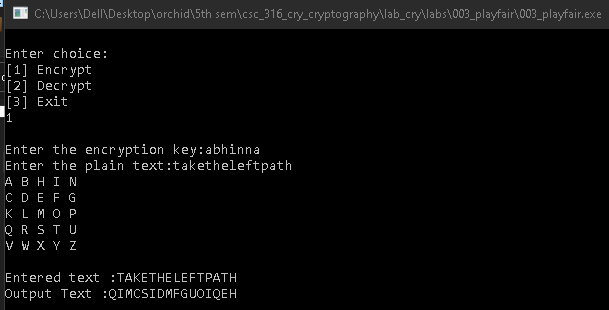 C:\Users\Dell\Desktop\orchid\5th sem\csc_316_cry_cryptography\lab_cry\labs\003_playfair\003_playfair.exe
Enter choice:
[1] Encrypt
[2] Decrypt
[3] Exit
1
Enter the encryption key:abhinna
Enter the plain text:taketheleftpath
A B H I N
C D E F G
K L M O P
Q R S T U
V W X Y Z
Entered text :TAKETHELEFTPATH
Output Text :QIMCSIDMFGUOIQEH